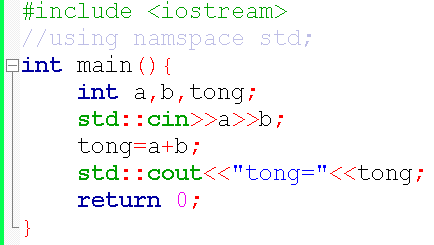 #include <iostream>
//using namspace std;
int main(){
int a,b,tong;
std::cin>>a>>b;
tong=a+b;
std::cout<<"tong="<<tong;
return 0;
}